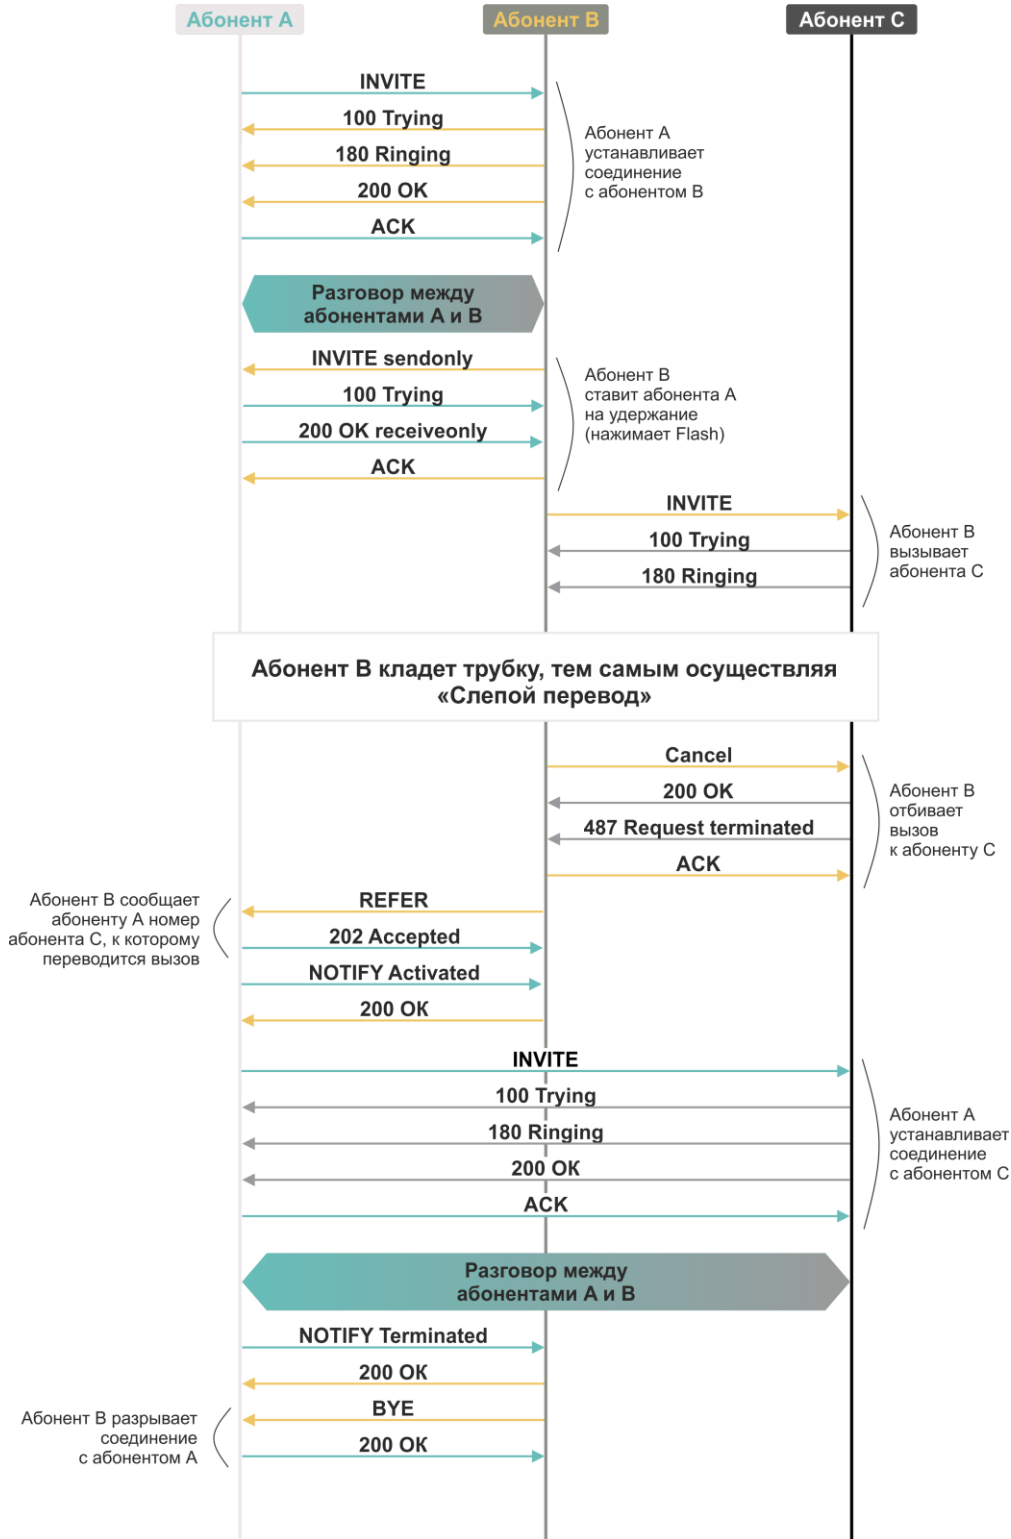 Абонент A
Абонент B
Абонент C
INVITE
100 Trying
180 Ringing
200 OK
ACK
Абонент A
устанавливает
соединение
с абонентом B
Разговор между
абонентами A и B
INVITE sendonly
100 Trying
200 OK receiveonly
ACK
Абонент B
ставит абонента A
на удержание
(нажимает Flash)
INVITE
100 Trying
180 Ringing
Абонент B
вызывает
абонента C
Абонент B кладет трубку, тем самым осуществляя
«Слепой перевод»
Cancel
200 OK
487 Request terminated
ACK
Абонент B
отбивает
вызов
к абоненту C
Абонент B сообщает
абоненту A номер
абонента C, к которому
переводится вызов
REFER
202 Accepted
NOTIFY Activated
200 OK
INVITE
100 Trying
180 Ringing
200 OK
ACK
Абонент A
устанавливает
соединение
с абонентом C
Разговор между
абонентами A и B
NOTIFY Terminated
200 OK
BYE
200 OK
Абонент B разрывает
соединение
с абонентом A